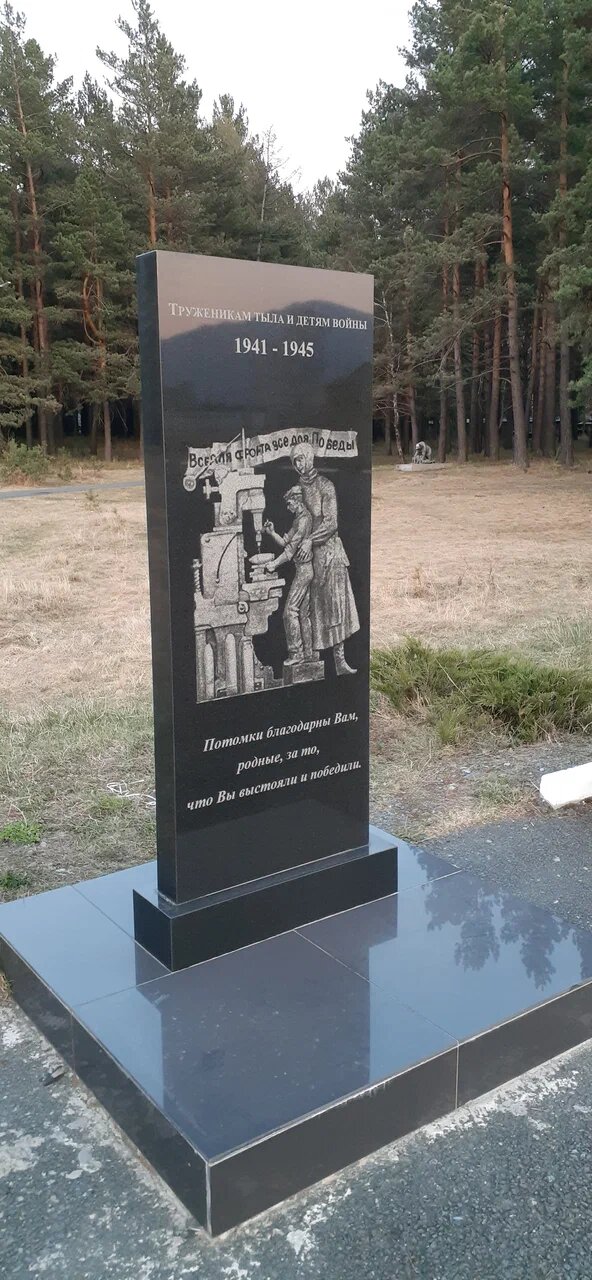 Труженикам тыла и детям войны
1941 - 1945
Все для фронта все для Победы
Потомки благодарны Вам,
родные, за то,
что Вы выстояли и победили.